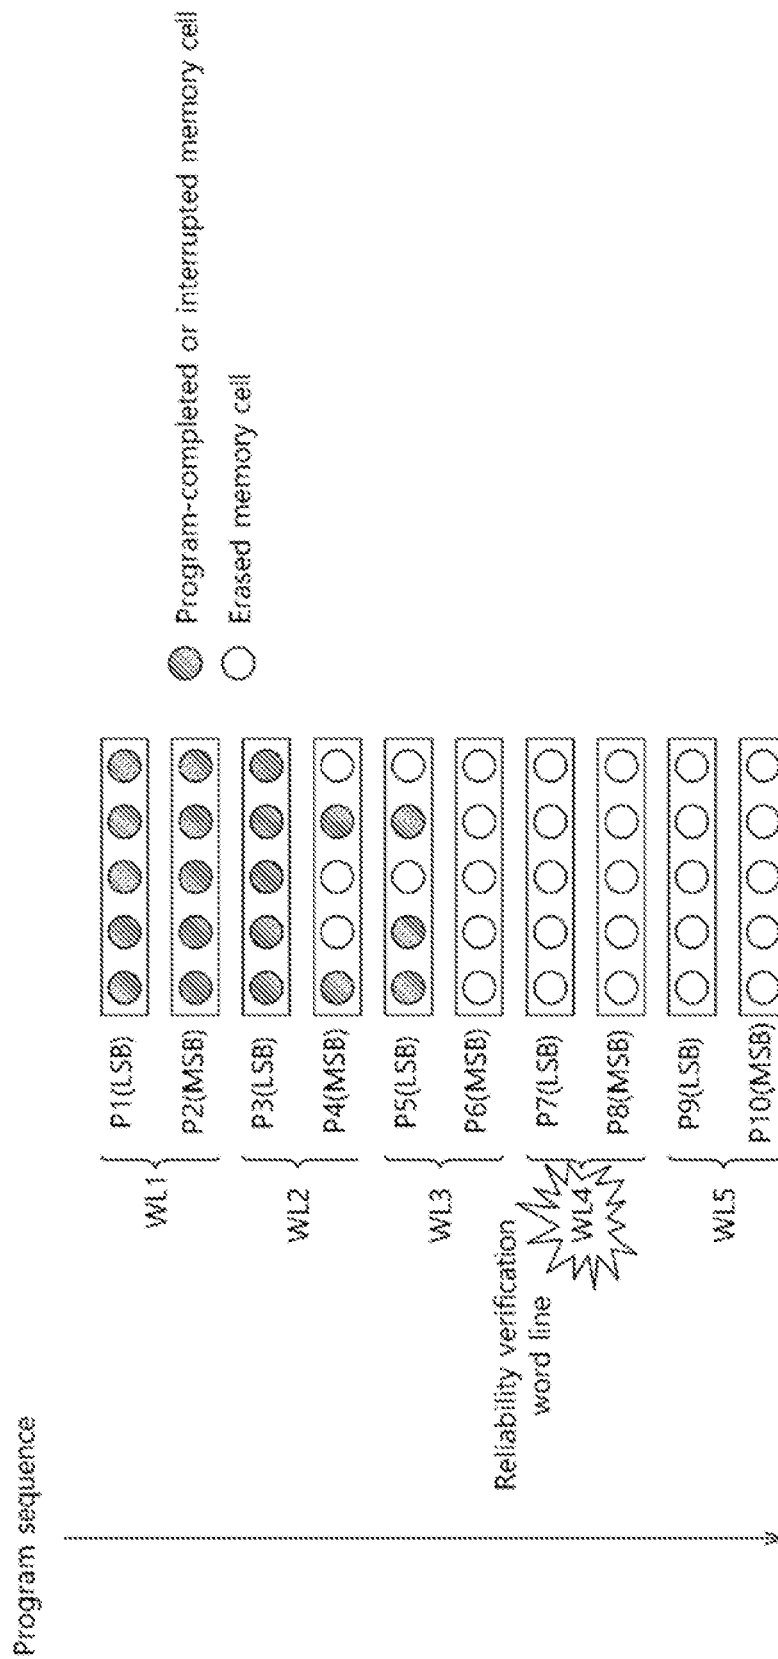 Program sequence
Reliability verification
word line
WL1
WL2
WL3
WL4
WL5
P1(LSB)
P2(MSB)
P3(LSB)
P4(MSB)
P5(LSB)
P6(MSB)
P7(LSB)
P8(MSB)
P9(LSB)
P10(MSB)
Program-completed or interrupted memory cell
Erased memory cell